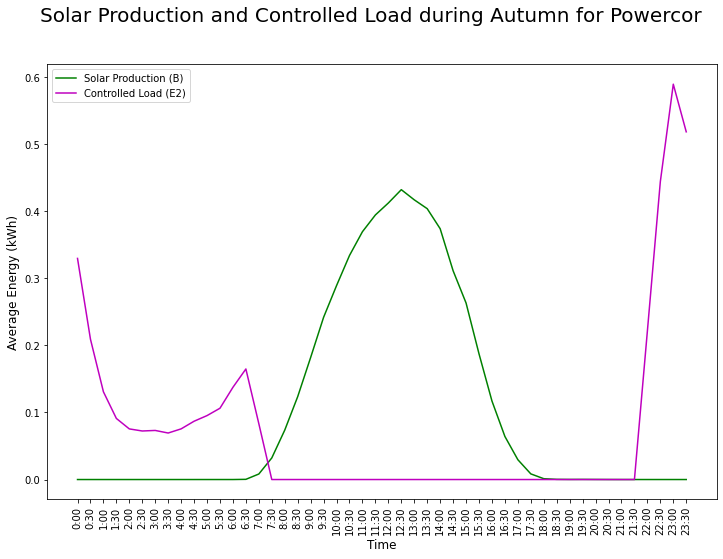 Solar Production and Controlled Load during Autumn for Powercor
Solar Production (B)
Controlled Load (E2)
0.6
0.5
0.4
0.3
0.2
0.1
0.0
Average Energy (kWh)
0:00 0:30 1:00 1:30 2:00 2:30 3:00 3:30 4:00 4:30 5:00 5:30 6:00 6:30 7:00 7:30 8:00 8:30 9:00 9:30 10:00 10:30 11:00 11:30 12:00 12:30 13:00 13:30 14:00 14:30 15:00 15:30 16:00 16:30 17:00 17:30 18:00 18:30 19:00 19:30 20:00 20:30 21:00 21:30 22:00 22:30 23:00 23:30
Time